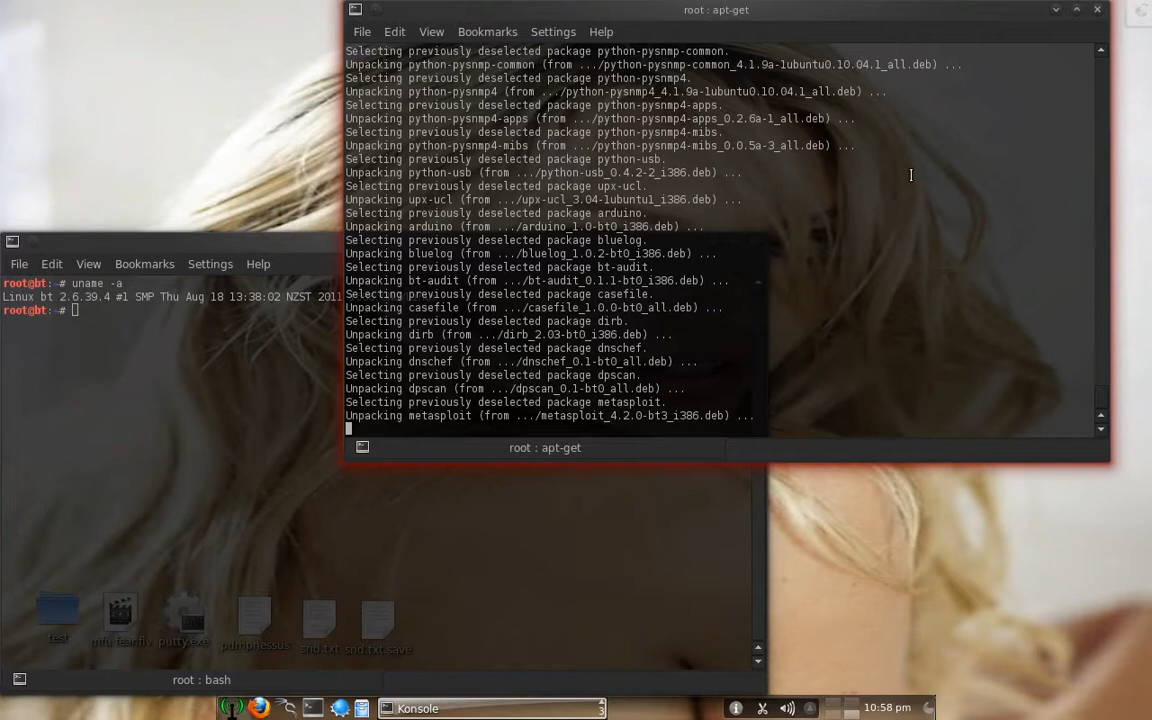 root : apt-get
File Edit View Bookmarks Settings Help
Selecting previously deselected package python-pysnmp-common.
Unpacking python-pysnmp-common (from .../python-pysnmp-common_4.1.9a-1ubuntu0.10.04.1_all.deb) ...
Selecting previously deselected package python-pysnmp4.
Unpacking python-pysnmp4 (from .../python-pysnmp4_4.1.9a-1ubuntu0.10.04.1_all.deb) ...
Selecting previously deselected package python-pysnmp4-apps.
Unpacking python-pysnmp4-apps (from .../python-pysnmp4-apps_0.2.6a-1_all.deb) ...
Selecting previously deselected package python-pysnmp4-mibs.
Unpacking python-pysnmp4-mibs (from .../python-pysnmp4-mibs_0.0.5a-3_all.deb) ...
Selecting previously deselected package python-usb.
Unpacking python-usb (from .../python-usb_0.4.2-2_i386.deb) ...
Selecting previously deselected package upx-ucl.
Unpacking upx-ucl (from .../upx-ucl_3.04-1ubuntu1_i386.deb) ...
Selecting previously deselected package arduino.
Unpacking arduino (from .../arduino_1.0-bt0_i386.deb) ...
Selecting previously deselected package bluelog.
Unpacking bluelog (from .../bluelog_1.0.2-bt0_i386.deb) ...
Selecting previously deselected package bt-audit.
Unpacking bt-audit (from .../bt-audit_0.1.1-bt0_i386.deb) ...
Selecting previously deselected package casefile.
Unpacking casefile (from .../casefile_1.0.0-bt0_all.deb) ...
Selecting previously deselected package dirb.
Unpacking dirb (from .../dirb_2.03-bt0_i386.deb) ...
Selecting previously deselected package dnschef.
Unpacking dnschef (from .../dnschef_0.1-bt0_all.deb) ...
Selecting previously deselected package dpscan.
Unpacking dpscan (from .../dpscan_0.1-bt0_all.deb) ...
Selecting previously deselected package metasploit.
Unpacking metasploit (from .../metasploit_4.2.0-bt3_i386.deb) ...
root : apt-get
File Edit View Bookmarks Settings Help
root@bt:~# uname -a
Linux bt 2.6.39.4 #1 SMP Thu Aug 18 13:38:02 NZST 2011
root@bt:~#
test
putty.exe
pdmpnessus
snd.txt
snd.txt.save
root : bash
Konsole
3
10:58 pm